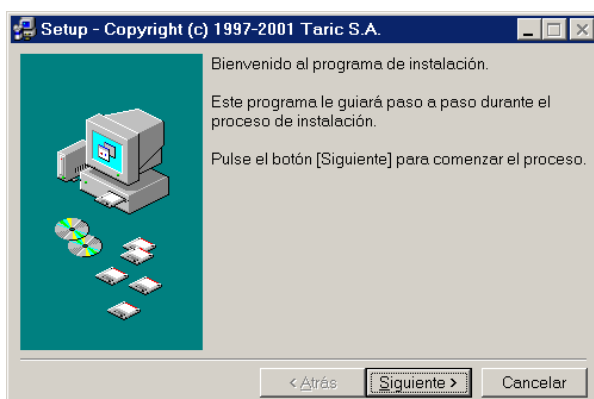 Setup - Copyright (c) 1997-2001 Taric S.A.
Bienvenido al programa de instalación.
Este programa le guiará paso a paso durante el
proceso de instalación.
Pulse el botón [Siguiente] para comenzar el proceso.
< Atrás
Siguiente >
Cancelar